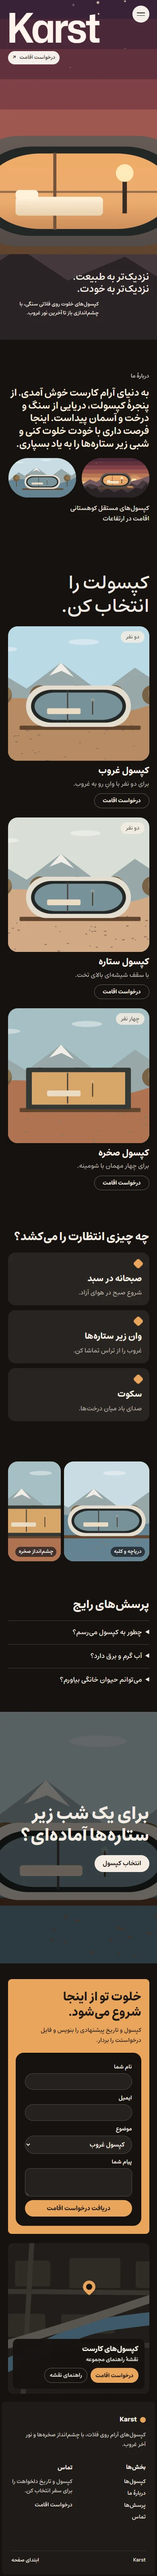 Karst
درخواست اقامت
نزدیک‌تر به طبیعت.
نزدیک‌تر به خودت.
کپسول‌های خلوت روی فلاتی سنگی، با
چشم‌اندازی باز تا آخرین نور غروب.
دربارهٔ ما
به دنیای آرام کارست خوش آمدی. از
پنجرهٔ کپسولت، دریایی از سنگ و
درخت و آسمان پیداست. اینجا
فرصت داری با خودت خلوت کنی و
شبی زیر ستاره‌ها را به یاد بسپاری.
کپسول‌های مستقل کوهستانی
اقامت در ارتفاعات
کپسولت را
انتخاب کن.
دو نفر
کپسول غروب
برای دو نفر با وانِ رو به غروب.
درخواست اقامت
دو نفر
کپسول ستاره
با سقف شیشه‌ای بالای تخت.
درخواست اقامت
چهار نفر
کپسول صخره
برای چهار مهمان با شومینه.
درخواست اقامت
چه چیزی انتظارت را می‌کشد؟
صبحانه در سبد
شروع صبح در هوای آزاد.
وان زیر ستاره‌ها
غروب را از تراس تماشا کن.
سکوت
صدای باد میان درخت‌ها.
دریاچه و کلبه
چشم‌انداز صخره
پرسش‌های رایج
چطور به کپسول می‌رسم؟
آب گرم و برق دارد؟
می‌توانم حیوان خانگی بیاورم؟
برای یک شب زیر
ستاره‌ها آماده‌ای؟
انتخاب کپسول
خلوت تو از اینجا
شروع می‌شود.
کپسول و تاریخ پیشنهادی را بنویس و فایل
درخواستت را بردار.
نام شما
ایمیل
موضوع
کپسول غروب
پیام شما
دریافت درخواست اقامت
کپسول‌های کارست
نقشهٔ راهنمای مجموعه
درخواست اقامت
راهنمای نقشه
Karst
کپسول‌های آرام روی فلات، با چشم‌انداز صخره‌ها و نور
آخر غروب.
بخش‌ها
کپسول‌ها
دربارهٔ ما
پرسش‌ها
تماس
تماس
کپسول و تاریخ دلخواهت را
برای سفر انتخاب کن.
درخواست اقامت
Karst
ابتدای صفحه